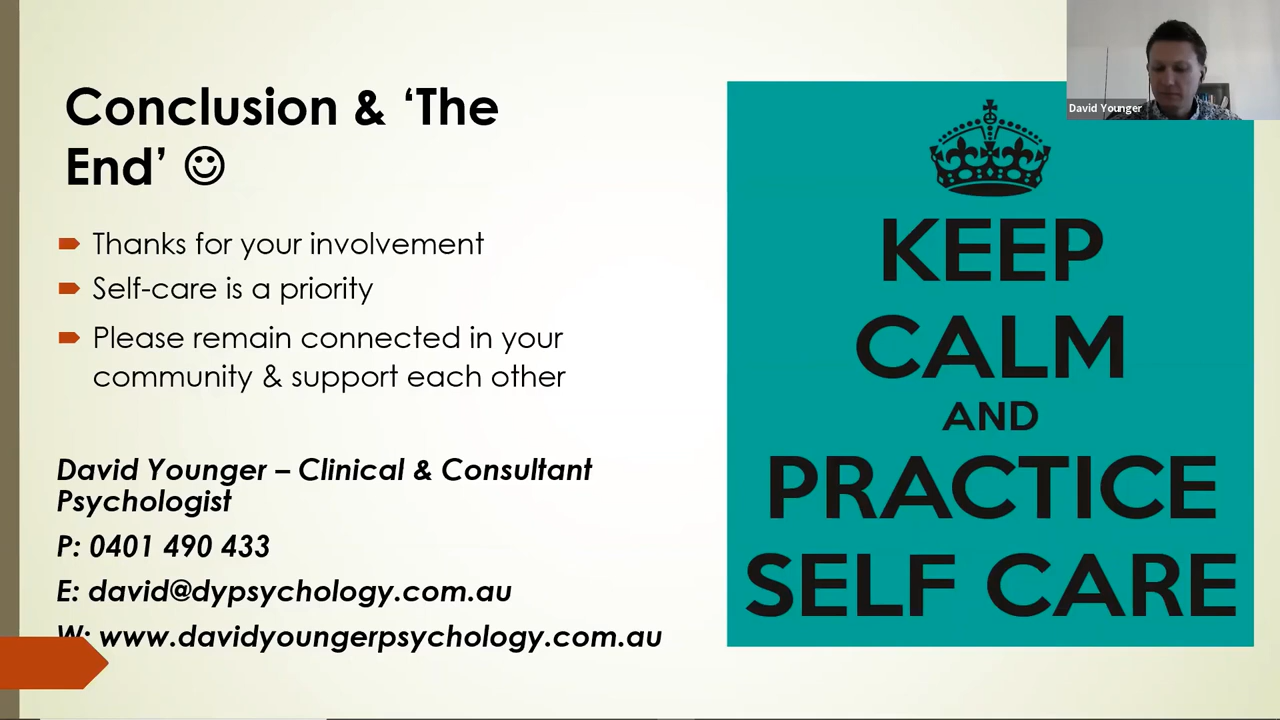 Conclusion & ‘The
End’ ☺
Thanks for your involvement
Self-care is a priority
Please remain connected in your
community & support each other
David Younger – Clinical & Consultant
Psychologist
P: 0401 490 433
E: david@dypsychology.com.au
W: www.davidyoungerpsychology.com.au
David Younger
KEEP
CALM
AND
PRACTICE
SELF CARE